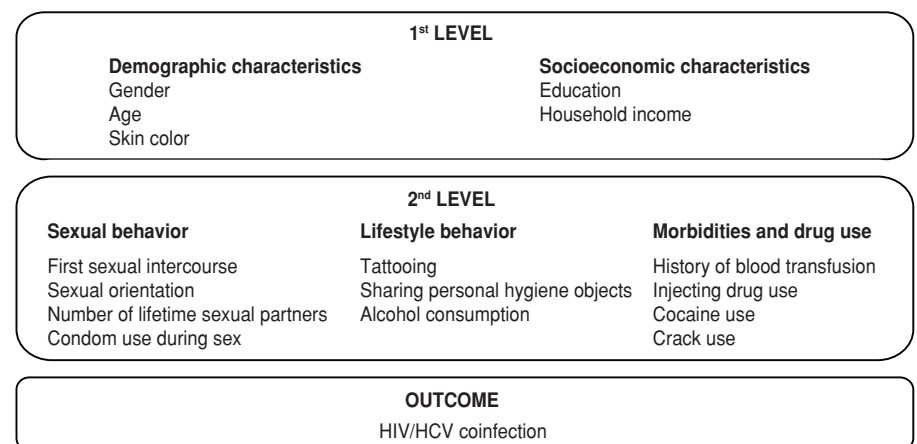 1st LEVEL
Demographic characteristics
Gender
Age
Skin color
Socioeconomic characteristics
Education
Household income
2nd LEVEL
Sexual behavior
First sexual intercourse
Sexual orientation
Number of lifetime sexual partners
Condom use during sex
Lifestyle behavior
Tattooing
Sharing personal hygiene objects
Alcohol consumption
Morbidities and drug use
History of blood transfusion
Injecting drug use
Cocaine use
Crack use
OUTCOME
HIV/HCV coinfection